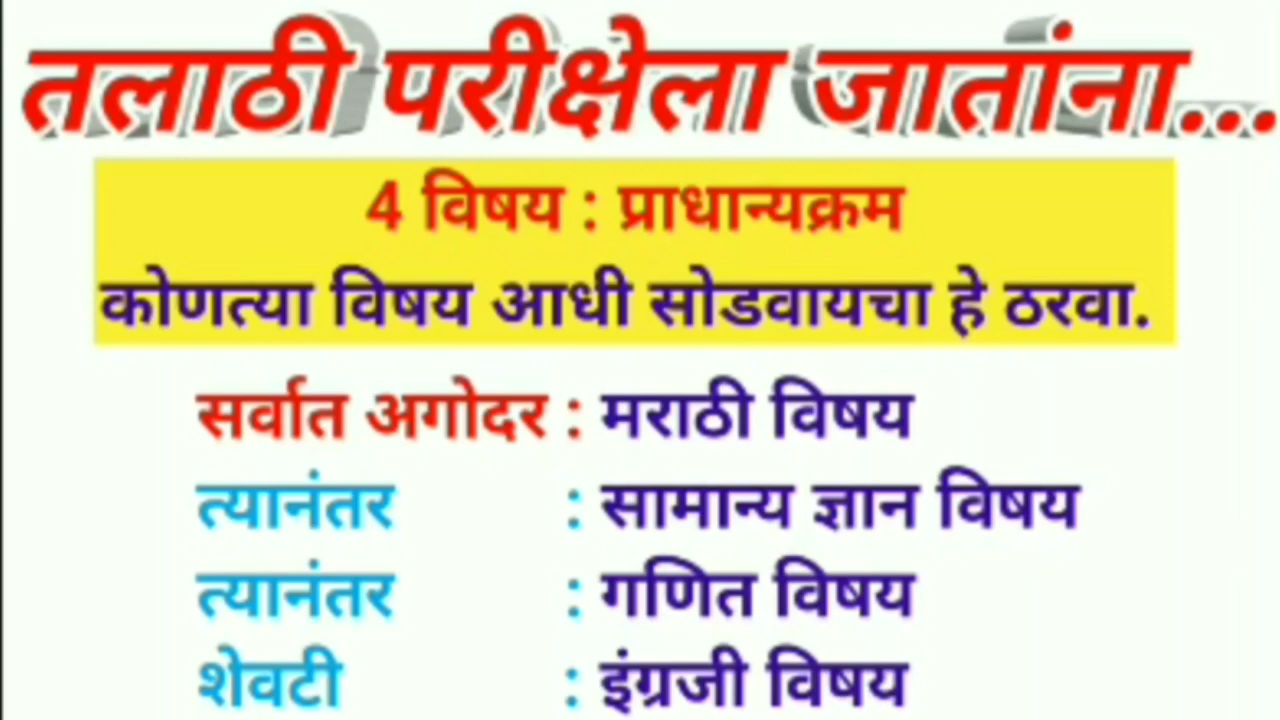 तलाठी परीक्षेला जातांना...
4 विषय : प्राधान्यक्रम
कोणत्या विषय आधी सोडवायचा हे ठरवा.
सर्वात अगोदर : मराठी विषय
त्यानंतर : सामान्य ज्ञान विषय
त्यानंतर : गणित विषय
शेवटी : इंग्रजी विषय